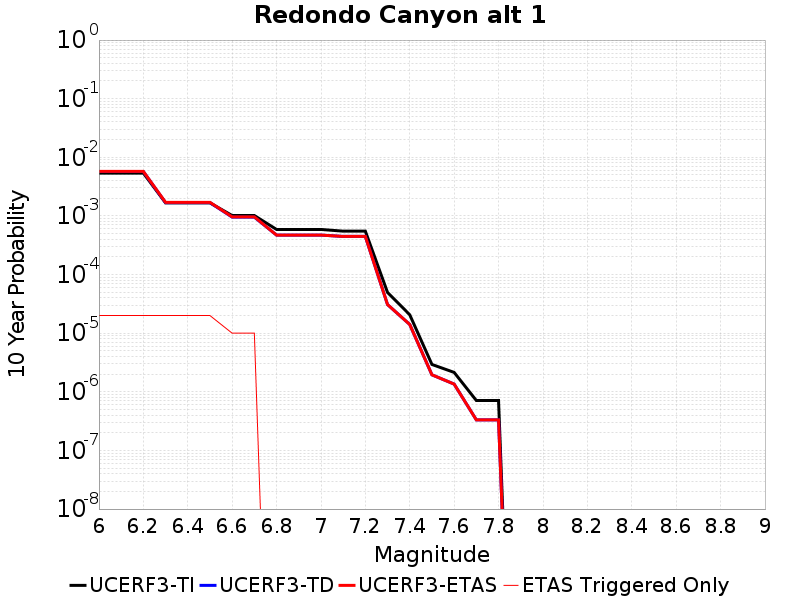 Redondo Canyon alt 1
10^0
10^-1
10^-2
10^-3
10^-4
10^-5
10^-6
10^-7
10^-8
10 Year Probability
6 6.2 6.4 6.6 6.8 7 7.2 7.4 7.6 7.8 8 8.2 8.4 8.6 8.8 9
Magnitude
UCERF3-TI UCERF3-TD UCERF3-ETAS ETAS Triggered Only